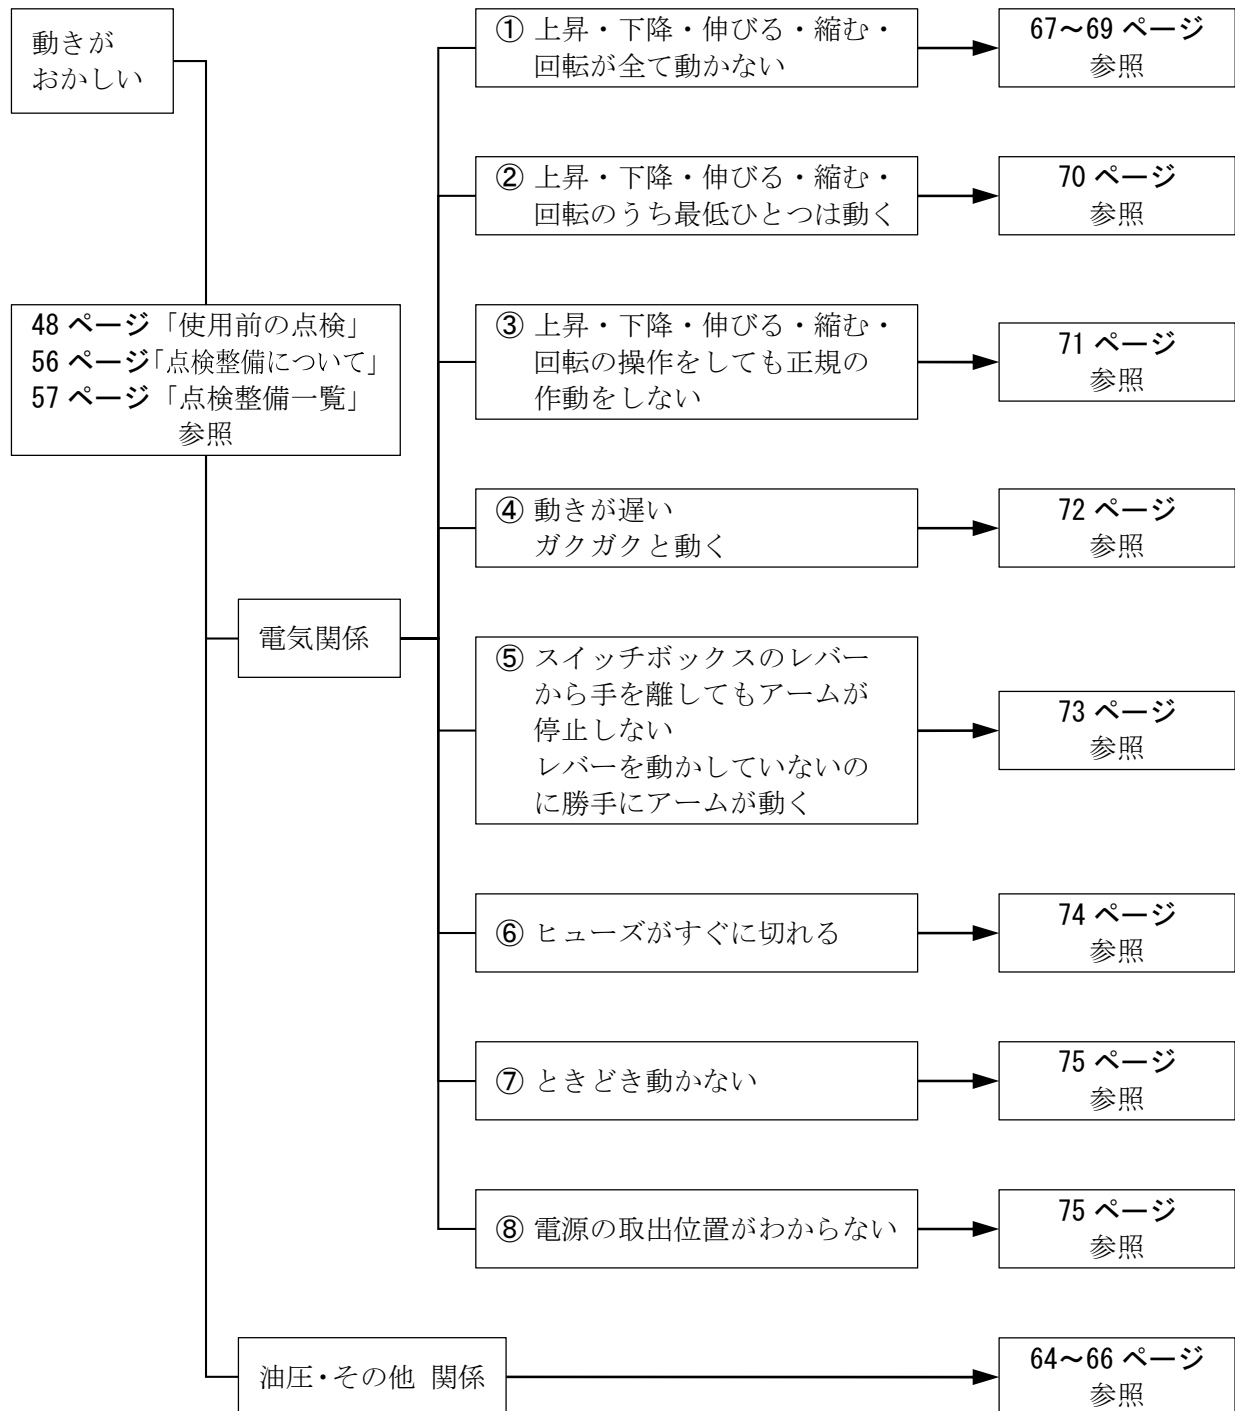 動きが
おかしい
48 ページ「使用前の点検」
56 ページ「点検整備について」
57 ページ「点検整備一覧」
参照
電気関係
① 上昇・下降・伸びる・縮む・
回転が全て動かない
67～69 ページ
参照
② 上昇・下降・伸びる・縮む・
回転のうち最低ひとつは動く
70 ページ
参照
③ 上昇・下降・伸びる・縮む・
回転の操作をしても正規の
作動をしない
71 ページ
参照
④ 動きが遅い
ガクガクと動く
72 ページ
参照
⑤ スイッチボックスのレバー
から手を離してもアームが
停止しない
レバーを動かしていないの
に勝手にアームが動く
73 ページ
参照
⑥ ヒューズがすぐに切れる
74 ページ
参照
⑦ ときどき動かない
75 ページ
参照
⑧ 電源の取出位置がわからない
75 ページ
参照
油圧・その他 関係
64～66 ページ
参照